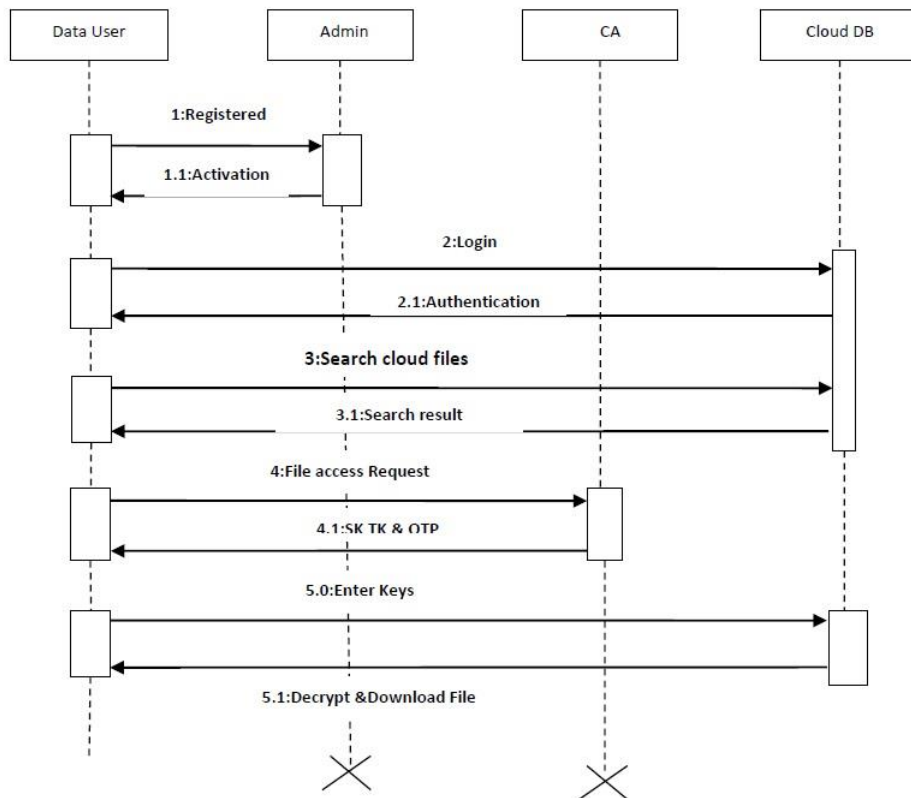 Data User
Admin
CA
Cloud DB
1:Registered
1.1:Activation
2:Login
2.1:Authentication
3:Search cloud files
3.1:Search result
4:File access Request
4.1:SK TK & OTP
5.0:Enter Keys
5.1:Decrypt &Download File